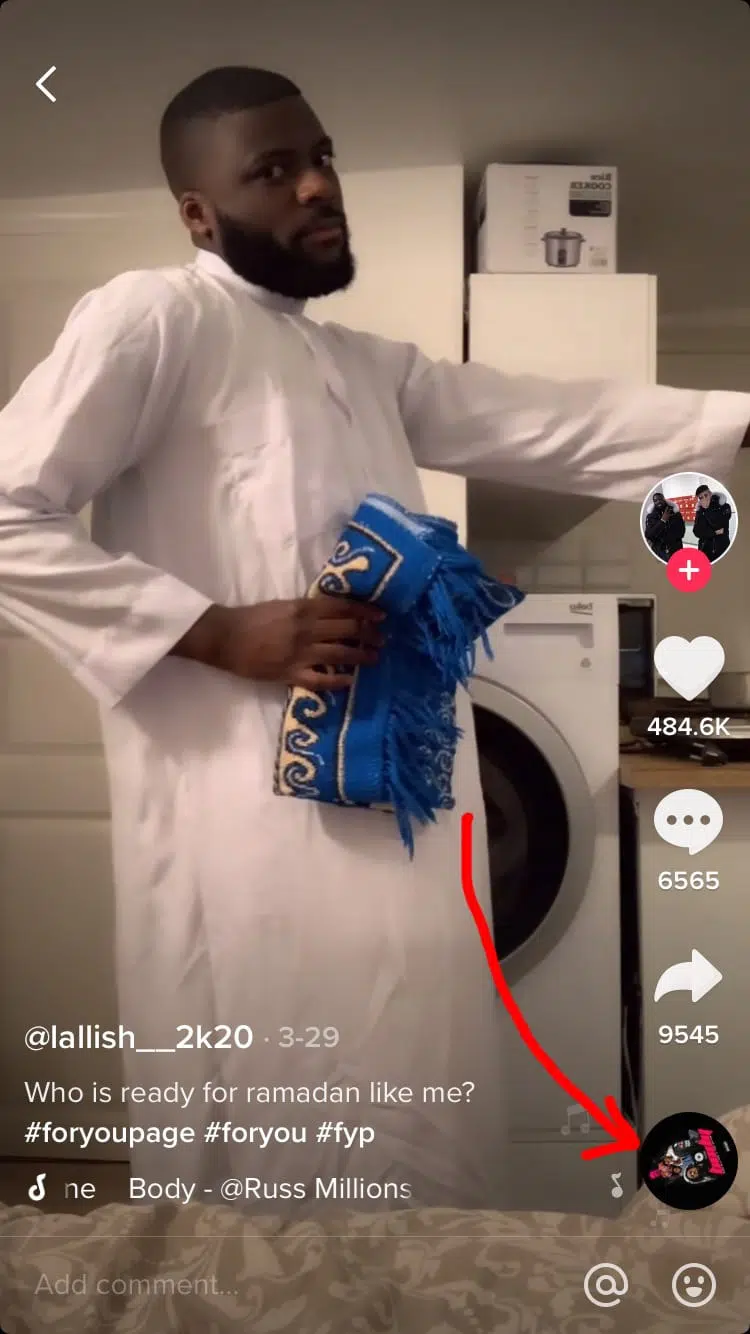 Rice
COOKER
beko
484.6K
6565
9545
@lallish__2k20 · 3-29
Who is ready for ramadan like me?
#foryoupage #foryou #fyp
ne Body - @Russ Millions
Add comment...